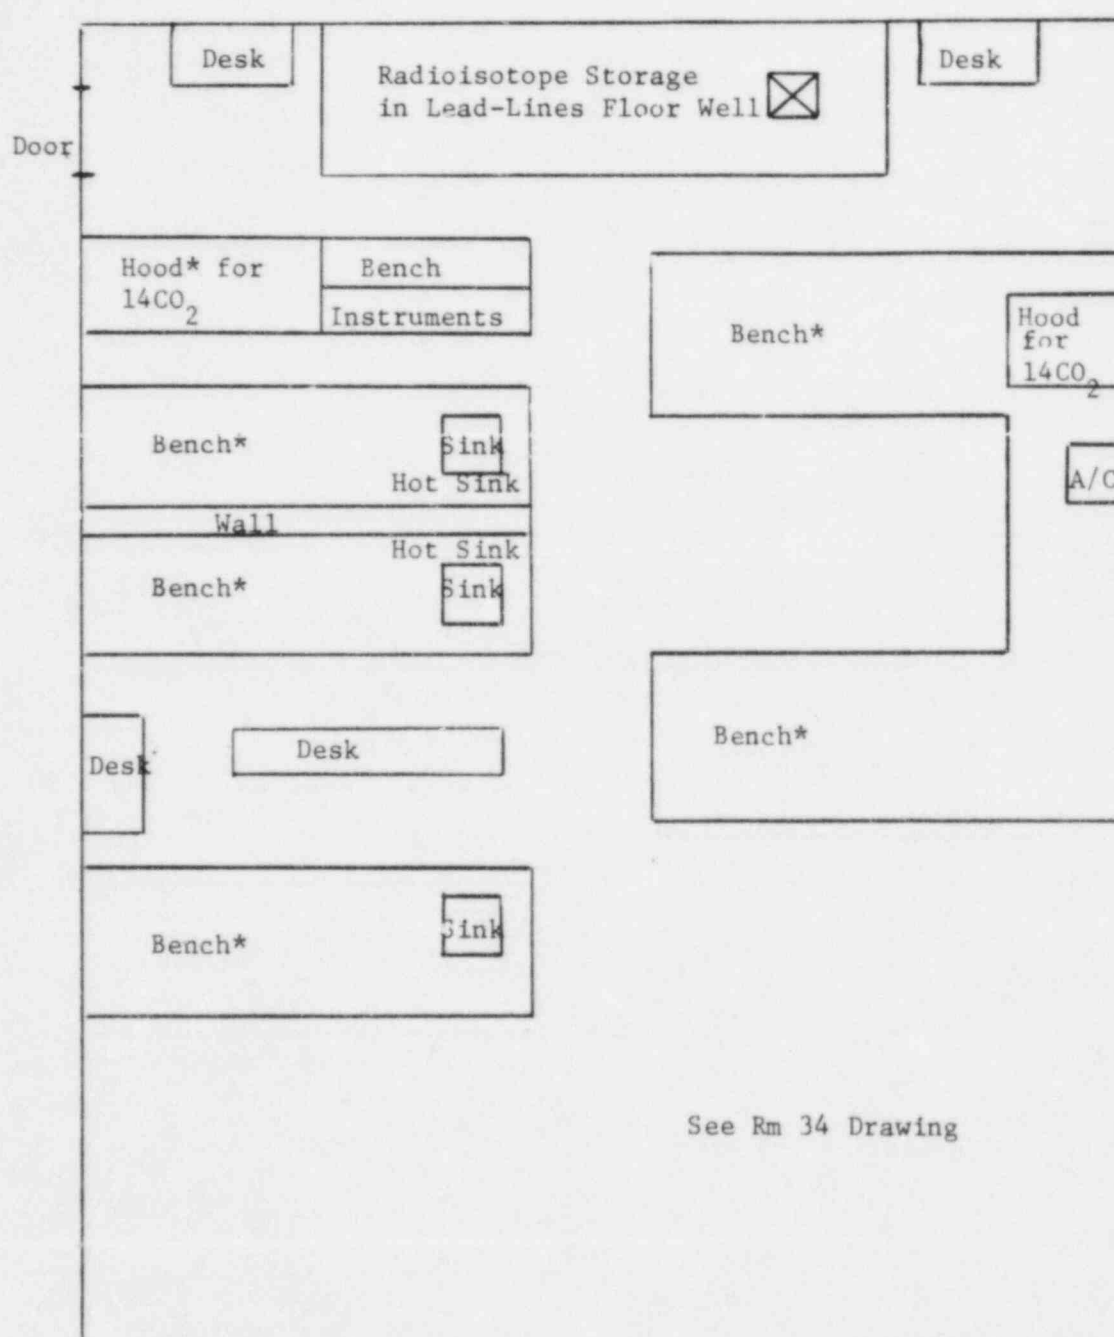 Desk
Radioisotope Storage
in Lead-Lines Floor Well
Desk
Door
Hood* for
14CO2
Bench
Instruments
Bench*
Hood
for
14CO2
Bench*
Sink
Hot Sink
A/C
Wall
Hot Sink
Bench*
Sink
Desk
Desk
Bench*
Bench*
Sink
See Rm 34 Drawing